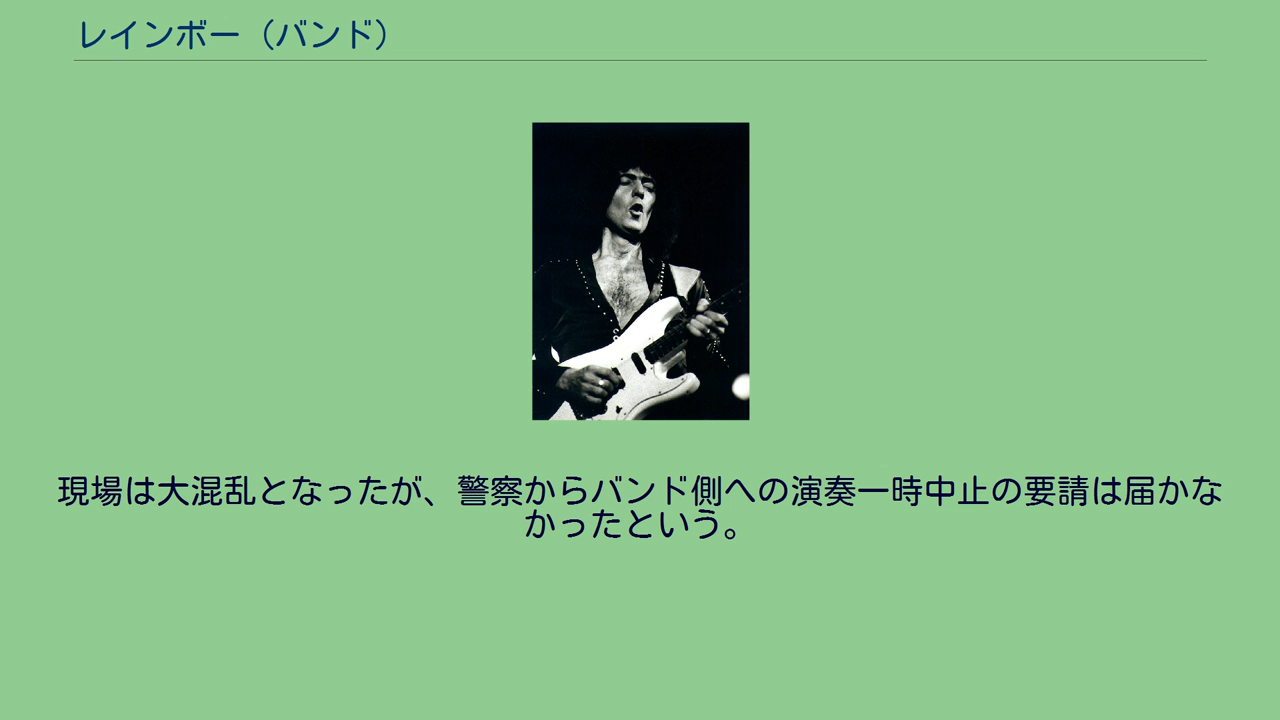 レインボー（バンド）
現場は大混乱となったが、警察からバンド側への演奏一時中止の要請は届かな
かったという。